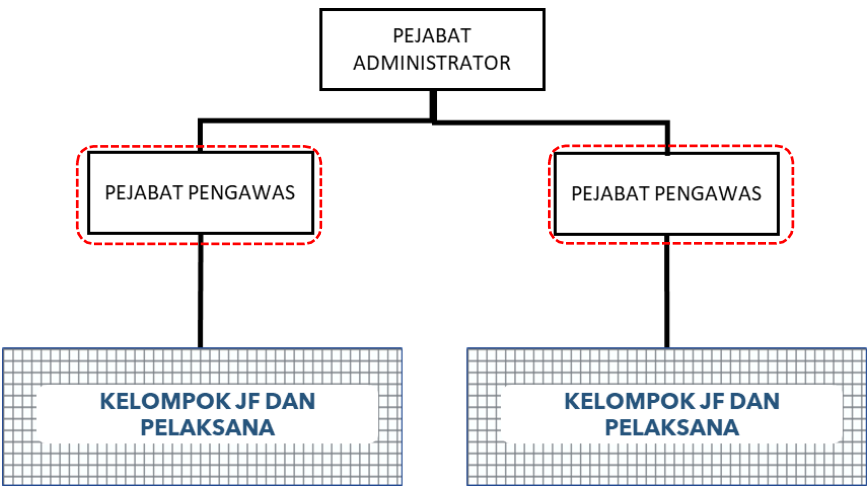 PEJABAT
ADMINISTRATOR
PEJABAT PENGAWAS
PEJABAT PENGAWAS
KELOMPOK JF DAN
PELAKSANA
KELOMPOK JF DAN
PELAKSANA